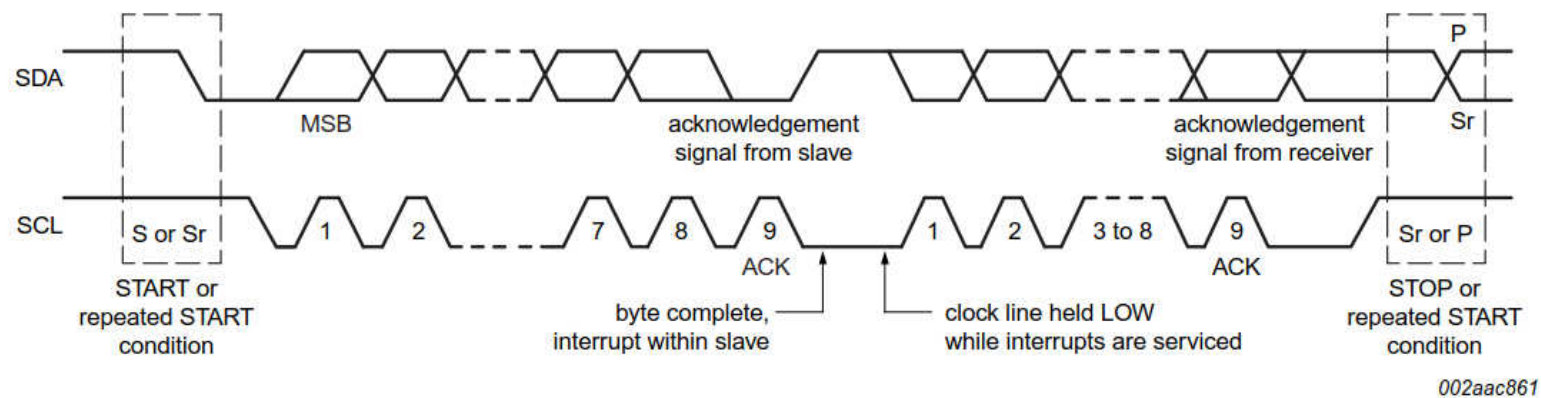 P
SDA
MSB
acknowledgement
signal from slave
acknowledgement
signal from receiver
Sr
SCL
S or Sr
1
2
7
8
9
1
2
3 to 8
9
Sr or P
ACK
ACK
START or
repeated START
condition
byte complete,
interrupt within slave
clock line held LOW
while interrupts are serviced
STOP or
repeated START
condition
002aac861